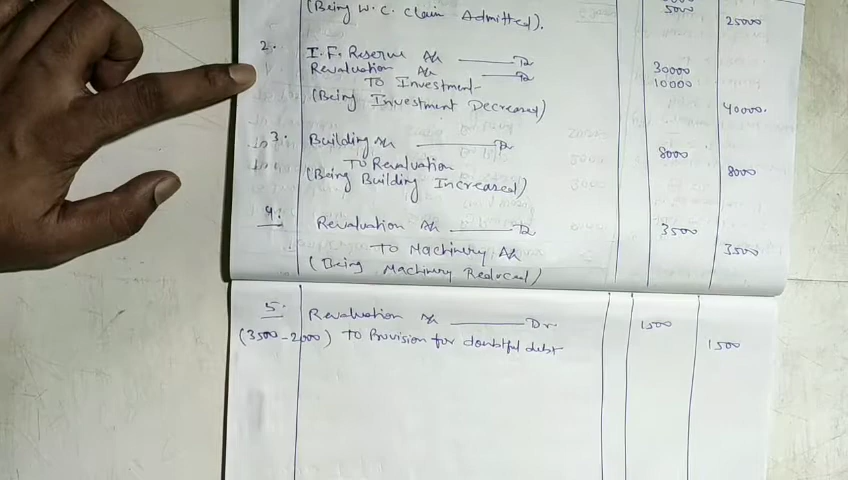 (Being W.C. Claim Admitted).
5000
25000
2. I.F. Reserve A/c — Dr
30000
Revaluation A/c — Dr
10000
To Investment
40000.
(Being Investment Decreased)
3. Building A/c — Dr
8000
To Revaluation
8000
(Being Building Increased)
4. Revaluation A/c — Dr
3500
To Machinery A/c
3500
(Being Machinery Reduced)
5. Revaluation A/c — Dr
1500
(3500-2000) To Provision for doubtful debt
1500